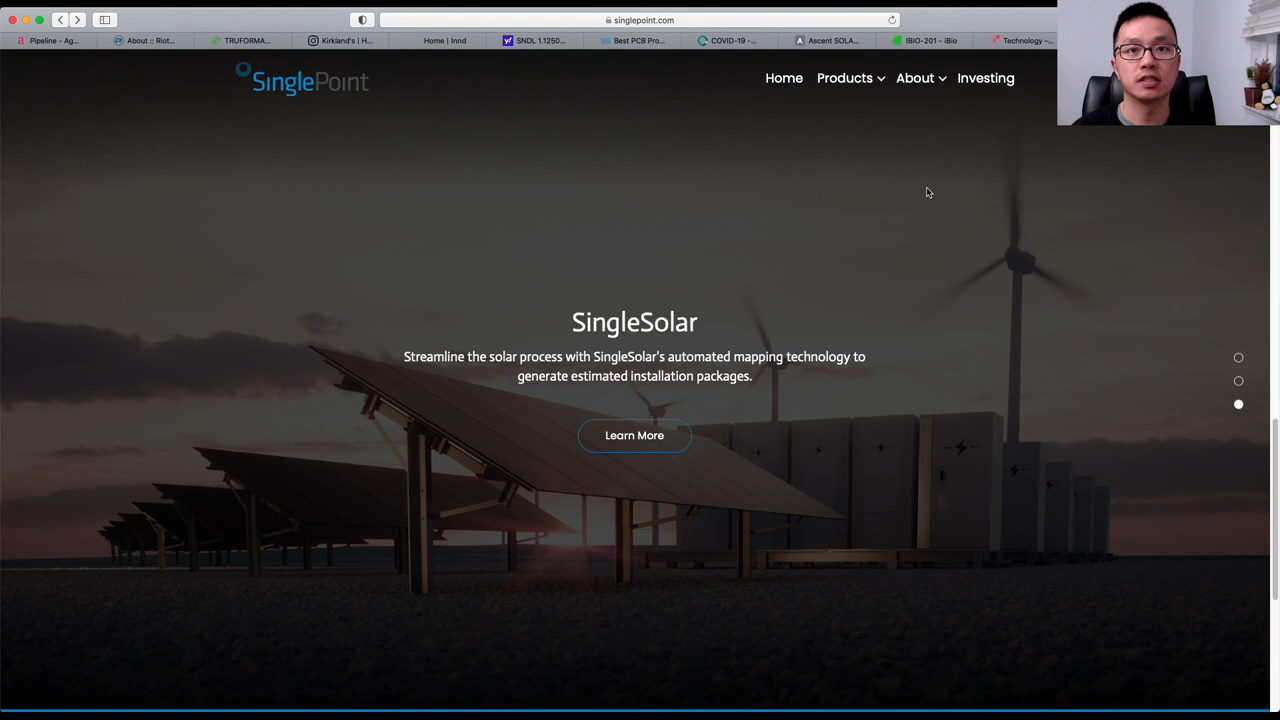 singlepoint.com
Pipeline - Ag...
About :: Riot...
TRUFORMA...
Kirkland's | H...
Home | Innd
SNDL 1.1250...
Best PCB Pro...
COVID-19 -...
Ascent SOLA...
IBIO-201 - iBio
Technology –...
SinglePoint
Home
Products
About
Investing
SingleSolar
Streamline the solar process with SingleSolar's automated mapping technology to
generate estimated installation packages.
Learn More